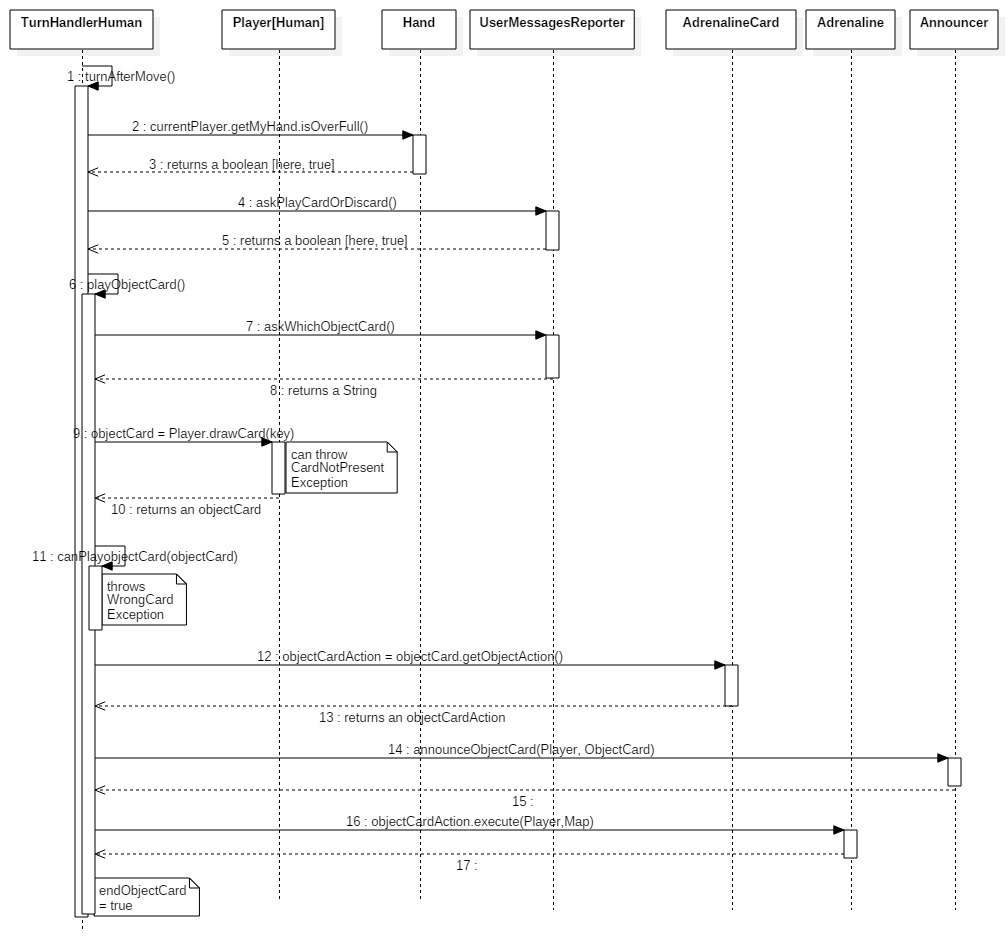 TurnHandlerHuman
Player[Human]
Hand
UserMessagesReporter
AdrenalineCard
Adrenaline
Announcer
1 : turnAfterMove()
2 : currentPlayer.getMyHand.isOverFull()
3 : returns a boolean [here, true]
4 : askPlayCardOrDiscard()
5 : returns a boolean [here, true]
6 : playObjectCard()
7 : askWhichObjectCard()
8 : returns a String
9 : objectCard = Player.drawCard(key)
can throw
CardNotPresent
Exception
10 : returns an objectCard
11 : canPlayobjectCard(objectCard)
throws
WrongCard
Exception
12 : objectCardAction = objectCard.getObjectAction()
13 : returns an objectCardAction
14 : announceObjectCard(Player, ObjectCard)
15 :
16 : objectCardAction.execute(Player,Map)
17 :
endObjectCard
= true